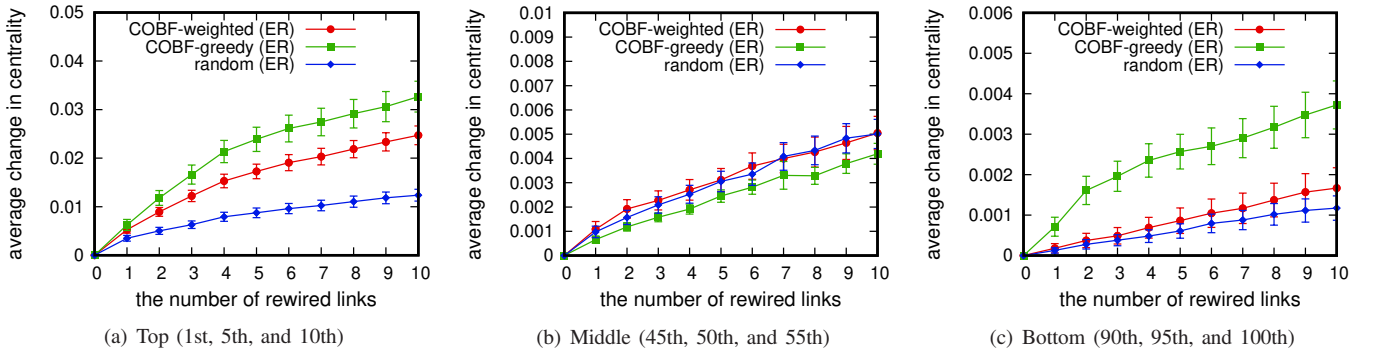 average change in centrality
0.05
0.04
0.03
0.02
0.01
0
COBF-weighted (ER)
COBF-greedy (ER)
random (ER)
0 1 2 3 4 5 6 7 8 9 10
the number of rewired links
(a) Top (1st, 5th, and 10th)
average change in centrality
0.01
0.009
0.008
0.007
0.006
0.005
0.004
0.003
0.002
0.001
0
COBF-weighted (ER)
COBF-greedy (ER)
random (ER)
0 1 2 3 4 5 6 7 8 9 10
the number of rewired links
(b) Middle (45th, 50th, and 55th)
average change in centrality
0.006
0.005
0.004
0.003
0.002
0.001
0
COBF-weighted (ER)
COBF-greedy (ER)
random (ER)
0 1 2 3 4 5 6 7 8 9 10
the number of rewired links
(c) Bottom (90th, 95th, and 100th)